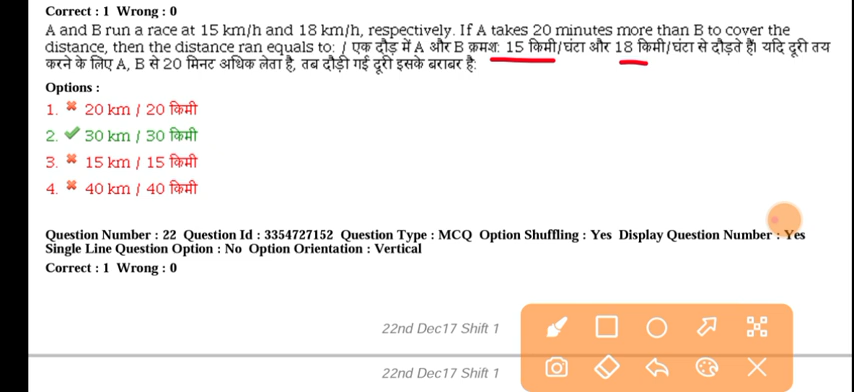 Correct : 1 Wrong : 0
A and B run a race at 15 km/h and 18 km/h, respectively. If A takes 20 minutes more than B to cover the
distance, then the distance ran equals to: / एक दौड़ में A और B क्रमश: 15 किमी/घंटा और 18 किमी/घंटा से दौड़ते हैं। यदि दूरी तय
करने के लिए A, B से 20 मिनट अधिक लेता है, तब दौड़ी गई दूरी इसके बराबर है:
Options :
1. 20 km / 20 किमी
2. 30 km / 30 किमी
3. 15 km / 15 किमी
4. 40 km / 40 किमी
Question Number : 22 Question Id : 3354727152 Question Type : MCQ Option Shuffling : Yes Display Question Number : Yes
Single Line Question Option : No Option Orientation : Vertical
Correct : 1 Wrong : 0
22nd Dec17 Shift 1
22nd Dec17 Shift 1